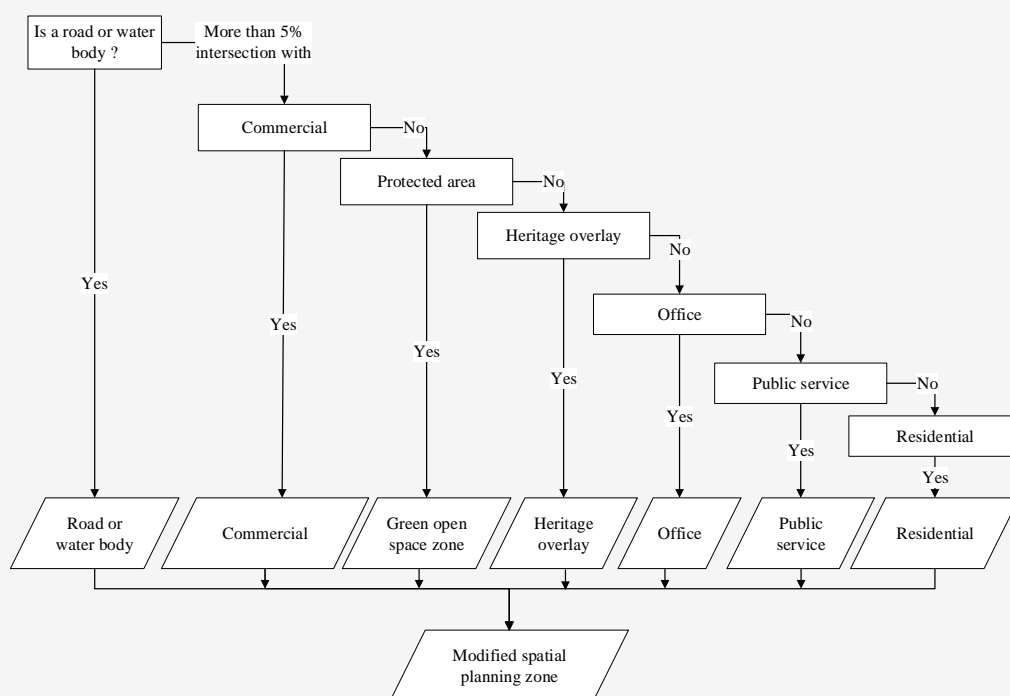 Is a road or water
body ?
More than 5%
intersection with
Commercial
No
Protected area
No
Heritage overlay
No
Office
No
Public service
No
Residential
Yes
Yes
Yes
Yes
Yes
Yes
Yes
Road or
water body
Commercial
Green open
space zone
Heritage
overlay
Office
Public
service
Residential
Modified spatial
planning zone